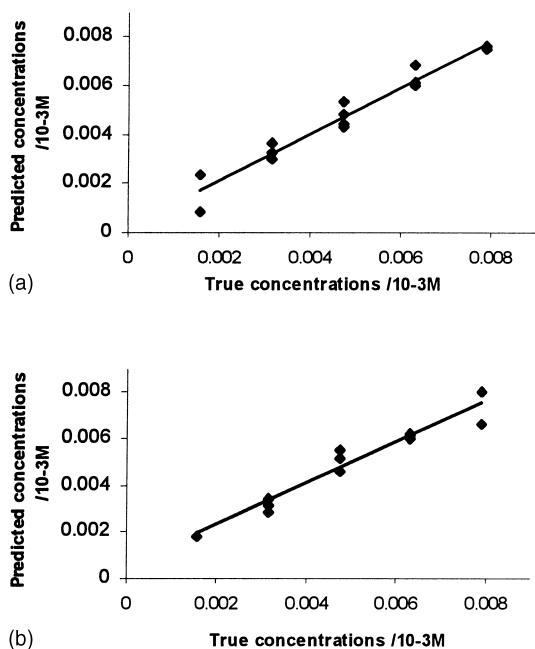 Predicted concentrations
/10-3M
0.008
0.006
0.004
0.002
0
0 0.002 0.004 0.006 0.008
(a)
True concentrations /10-3M
Predicted concentrations
/10-3M
0.008
0.006
0.004
0.002
0
0 0.002 0.004 0.006 0.008
(b)
True concentrations /10-3M